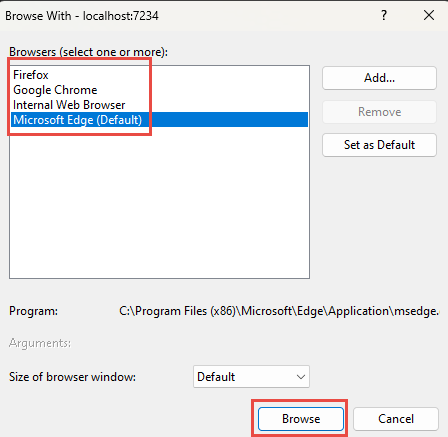 Browse With - localhost:7234
Browsers (select one or more):
Firefox
Google Chrome
Internal Web Browser
Microsoft Edge (Default)
Add...
Remove
Set as Default
Program: C:\Program Files (x86)\Microsoft\Edge\Application\msedge.
Arguments:
Size of browser window: Default
Browse Cancel